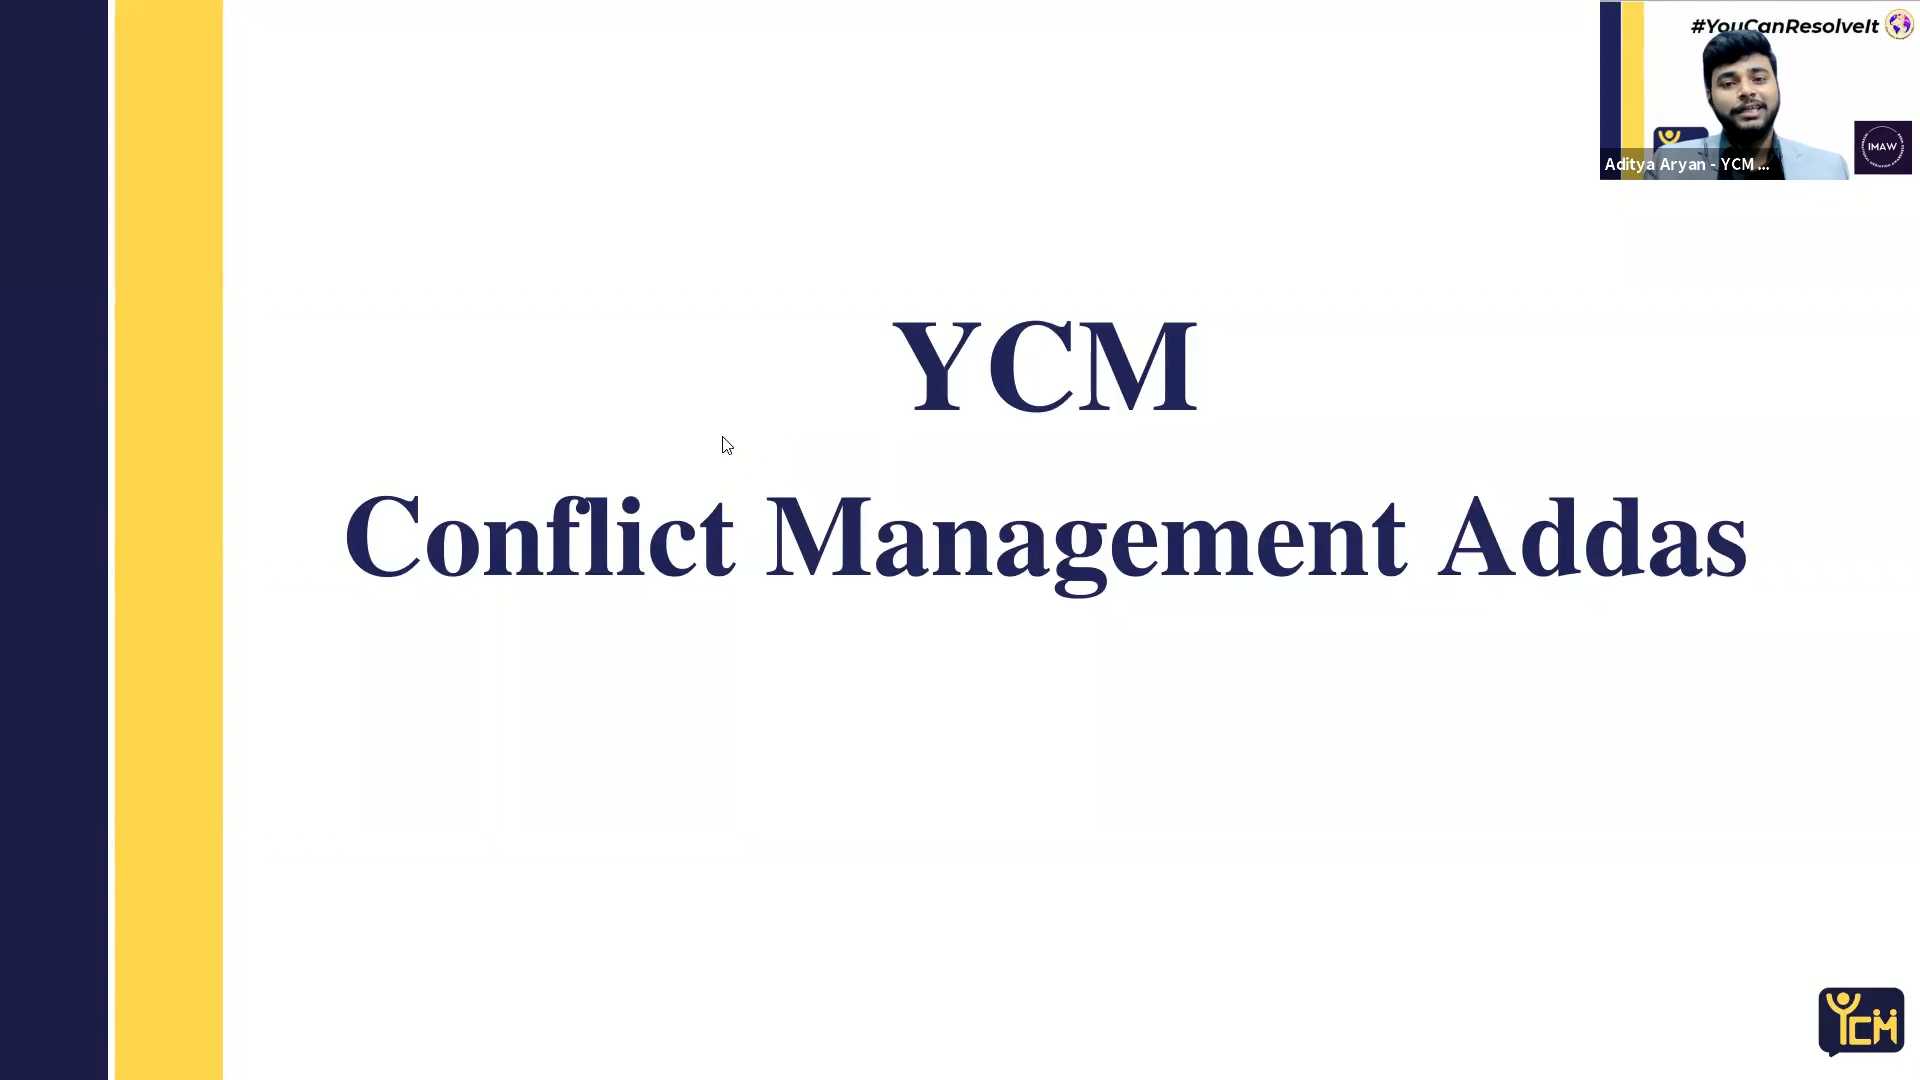 #YouCanResolveIt
IMAW
Aditya Aryan - YCM ...
YCM
Conflict Management Addas
YCM